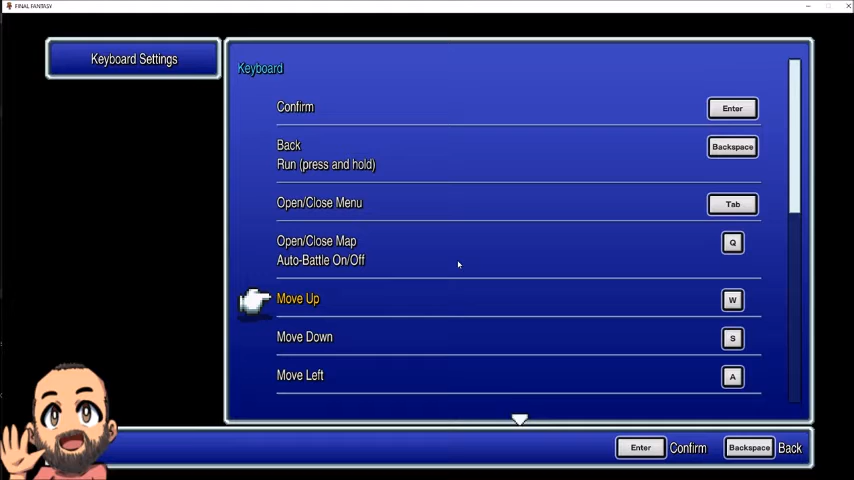 FINAL FANTASY
Keyboard Settings
Keyboard
Confirm
Enter
Back
Run (press and hold)
Backspace
Open/Close Menu
Tab
Open/Close Map
Auto-Battle On/Off
Q
Move Up
W
Move Down
S
Move Left
A
Enter Confirm Backspace Back